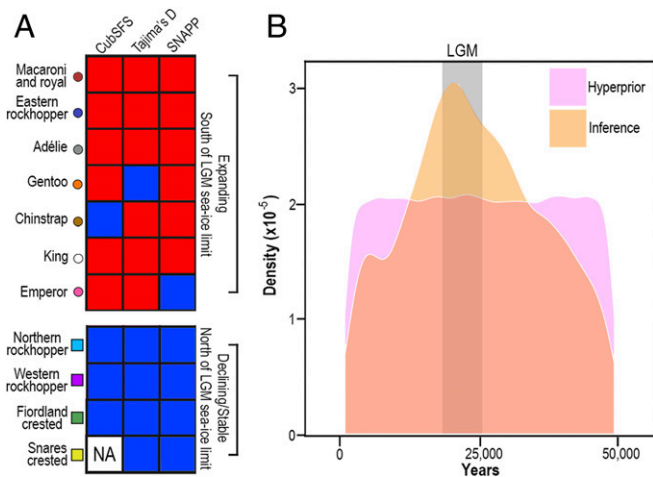 A
CubSFS
Tajima's D
SNAPP
Macaroni
and royal
Eastern
rockhopper
Adélie
Gentoo
Chinstrap
King
Emperor
Expanding
South of LGM sea-ice limit
Northern
rockhopper
Western
rockhopper
Fiordland
crested
Snares
crested
NA
Declining/Stable
North of LGM sea-ice limit
B
LGM
Hyperprior
Inference
Density (x10⁻⁵)
3
2
1
0
0
25,000
50,000
Years